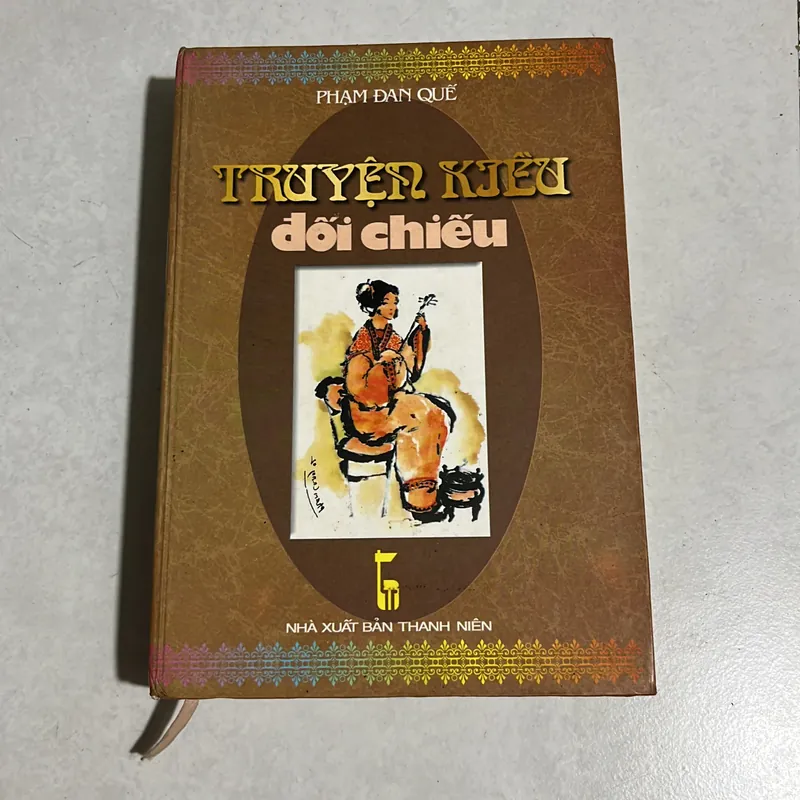 PHẠM ĐAN QUẾ
TRUYỆN KIỀU
đối chiếu
NHÀ XUẤT BẢN THANH NIÊN